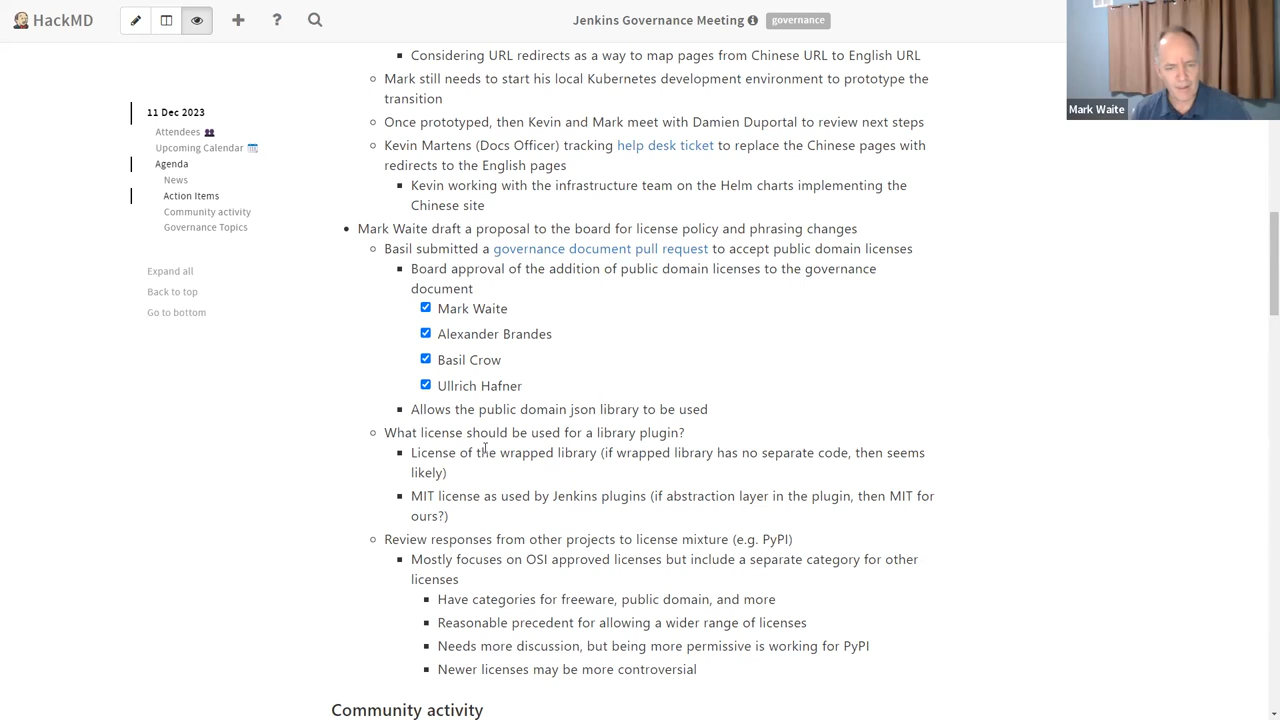 HackMD
Jenkins Governance Meeting
governance
Mark Waite
11 Dec 2023
Attendees
Upcoming Calendar
Agenda
News
Action Items
Community activity
Governance Topics
Expand all
Back to top
Go to bottom
Considering URL redirects as a way to map pages from Chinese URL to English URL
Mark still needs to start his local Kubernetes development environment to prototype the
transition
Once prototyped, then Kevin and Mark meet with Damien Duportal to review next steps
Kevin Martens (Docs Officer) tracking help desk ticket to replace the Chinese pages with
redirects to the English pages
Kevin working with the infrastructure team on the Helm charts implementing the
Chinese site
Mark Waite draft a proposal to the board for license policy and phrasing changes
Basil submitted a governance document pull request to accept public domain licenses
Board approval of the addition of public domain licenses to the governance
document
Mark Waite
Alexander Brandes
Basil Crow
Ullrich Hafner
Allows the public domain json library to be used
What license should be used for a library plugin?
License of the wrapped library (if wrapped library has no separate code, then seems
likely)
MIT license as used by Jenkins plugins (if abstraction layer in the plugin, then MIT for
ours?)
Review responses from other projects to license mixture (e.g. PyPI)
Mostly focuses on OSI approved licenses but include a separate category for other
licenses
Have categories for freeware, public domain, and more
Reasonable precedent for allowing a wider range of licenses
Needs more discussion, but being more permissive is working for PyPI
Newer licenses may be more controversial
Community activity